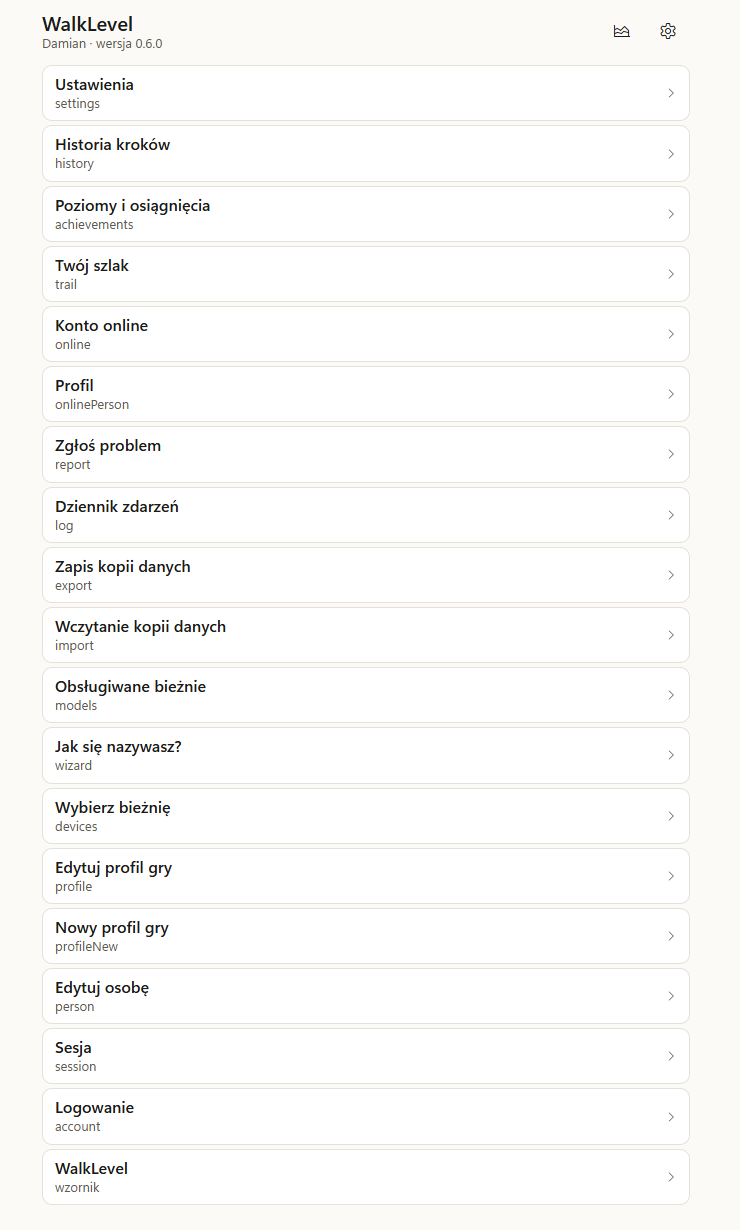 WalkLevel
Damian · wersja 0.6.0
Ustawienia
settings
Historia kroków
history
Poziomy i osiągnięcia
achievements
Twój szlak
trail
Konto online
online
Profil
onlinePerson
Zgłoś problem
report
Dziennik zdarzeń
log
Zapis kopii danych
export
Wczytanie kopii danych
import
Obsługiwane bieżnie
models
Jak się nazywasz?
wizard
Wybierz bieżnię
devices
Edytuj profil gry
profile
Nowy profil gry
profileNew
Edytuj osobę
person
Sesja
session
Logowanie
account
WalkLevel
wzornik